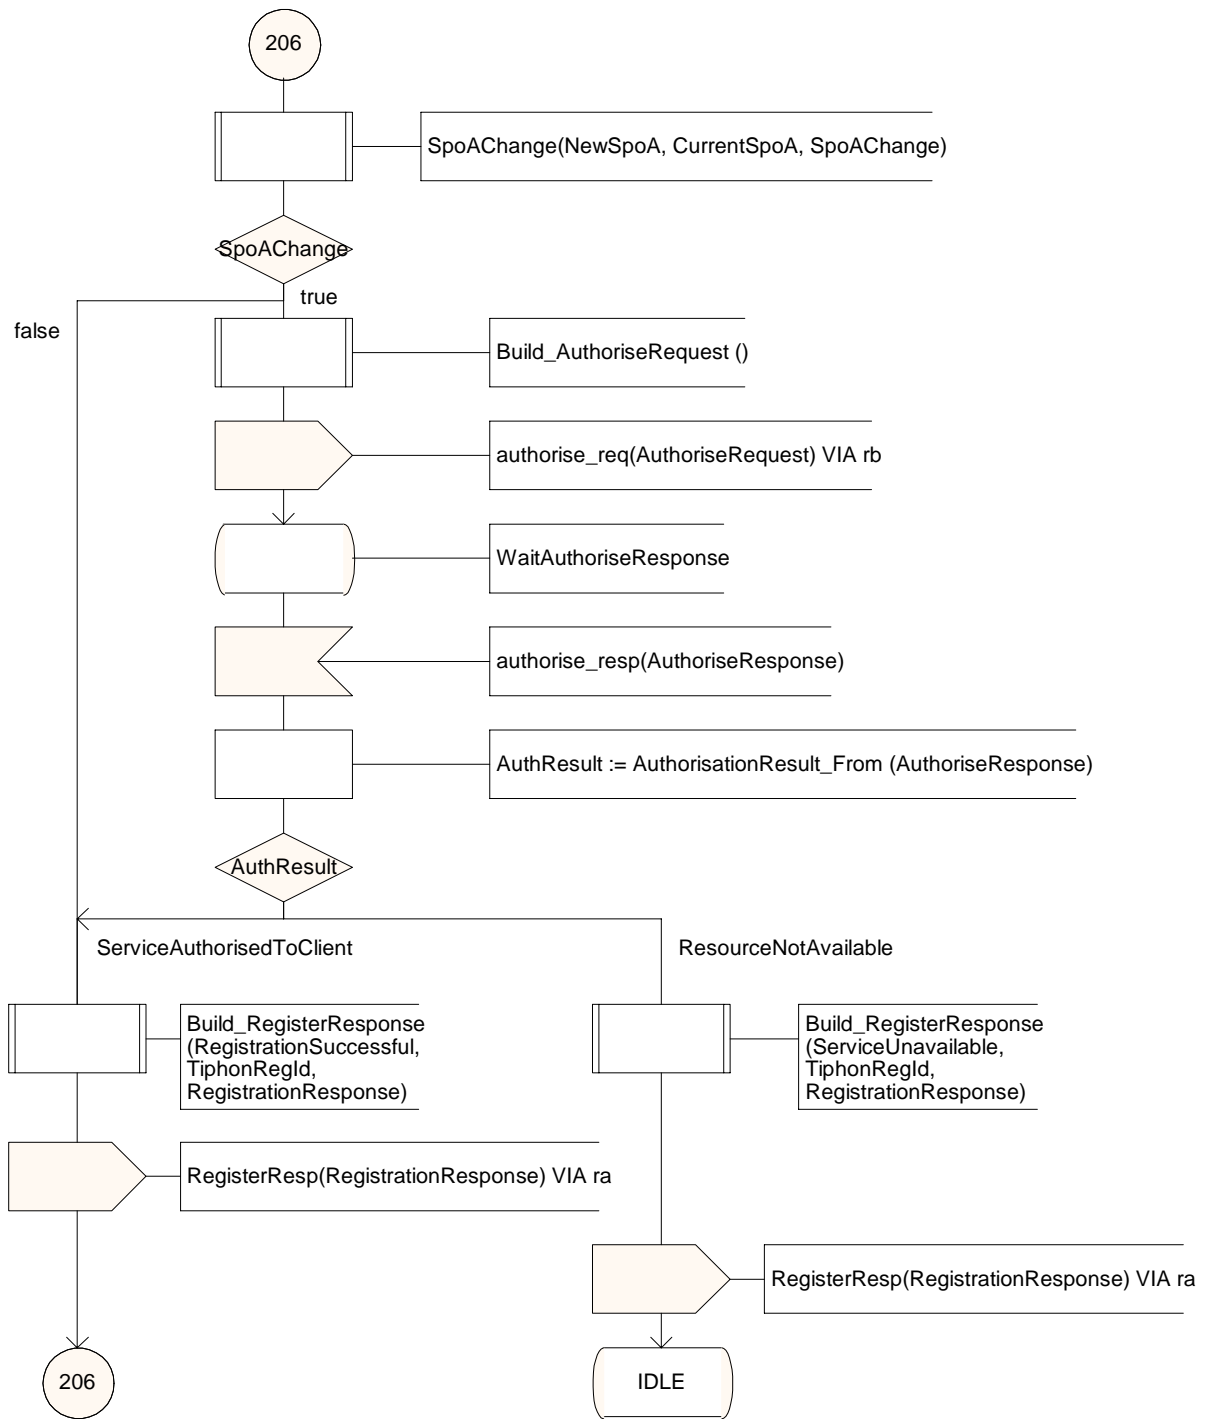 206
SpoAChange(NewSpoA, CurrentSpoA, SpoAChange)
SpoAChange
true
false
Build_AuthoriseRequest ()
authorise_req(AuthoriseRequest) VIA rb
WaitAuthoriseResponse
authorise_resp(AuthoriseResponse)
AuthResult := AuthorisationResult_From (AuthoriseResponse)
AuthResult
ServiceAuthorisedToClient
ResourceNotAvailable
Build_RegisterResponse
(RegistrationSuccessful,
TiphonRegId,
RegistrationResponse)
Build_RegisterResponse
(ServiceUnavailable,
TiphonRegId,
RegistrationResponse)
RegisterResp(RegistrationResponse) VIA ra
RegisterResp(RegistrationResponse) VIA ra
206
IDLE